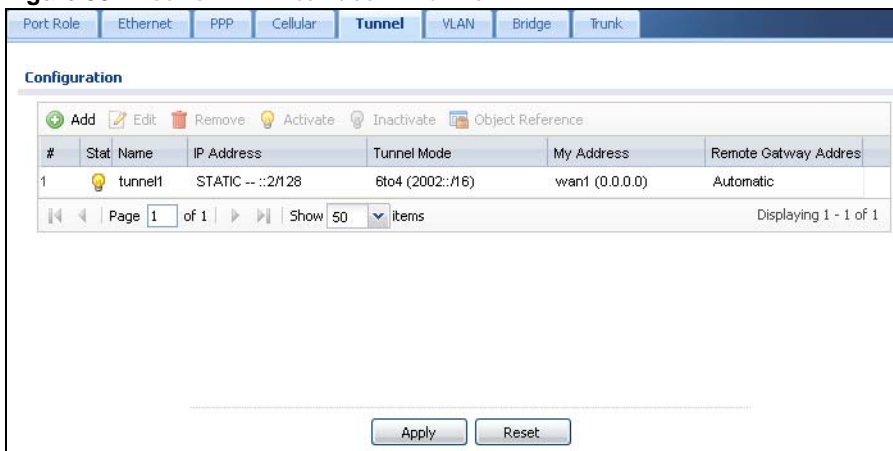 Port Role Ethernet PPP Cellular Tunnel VLAN Bridge Trunk
Configuration
Add Edit Remove Activate Inactivate Object Reference
# Stat Name IP Address Tunnel Mode My Address Remote Gatway Addres
1 tunnel1 STATIC -- ::2/128 6to4 (2002::/16) wan1 (0.0.0.0) Automatic
Page 1 of 1 Show 50 items Displaying 1 - 1 of 1
Apply Reset